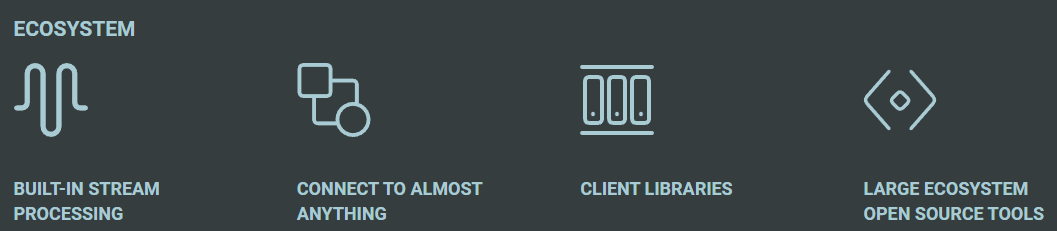 ECOSYSTEM
BUILT-IN STREAM
PROCESSING
CONNECT TO ALMOST
ANYTHING
CLIENT LIBRARIES
LARGE ECOSYSTEM
OPEN SOURCE TOOLS